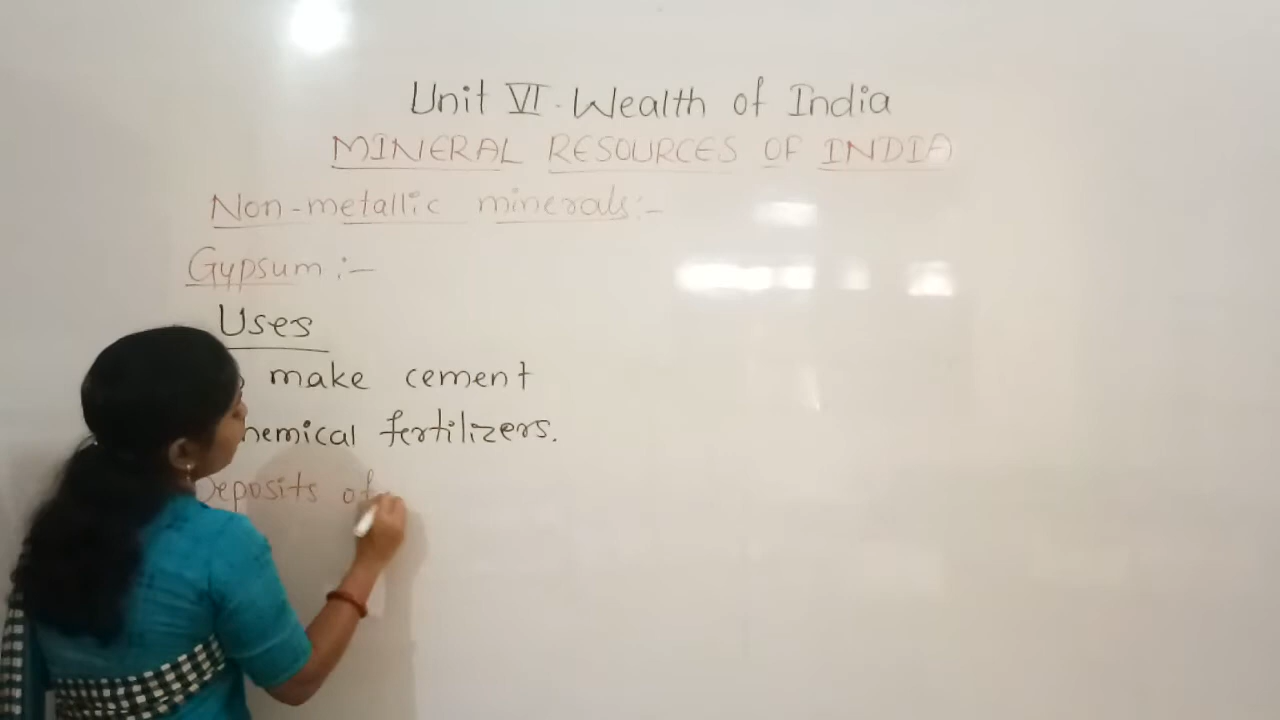 Unit VI. Wealth of India
MINERAL RESOURCES OF INDIA
Non-metallic minerals:-
Gypsum :-
Uses
make cement
hemical fertilizers.
Deposits of